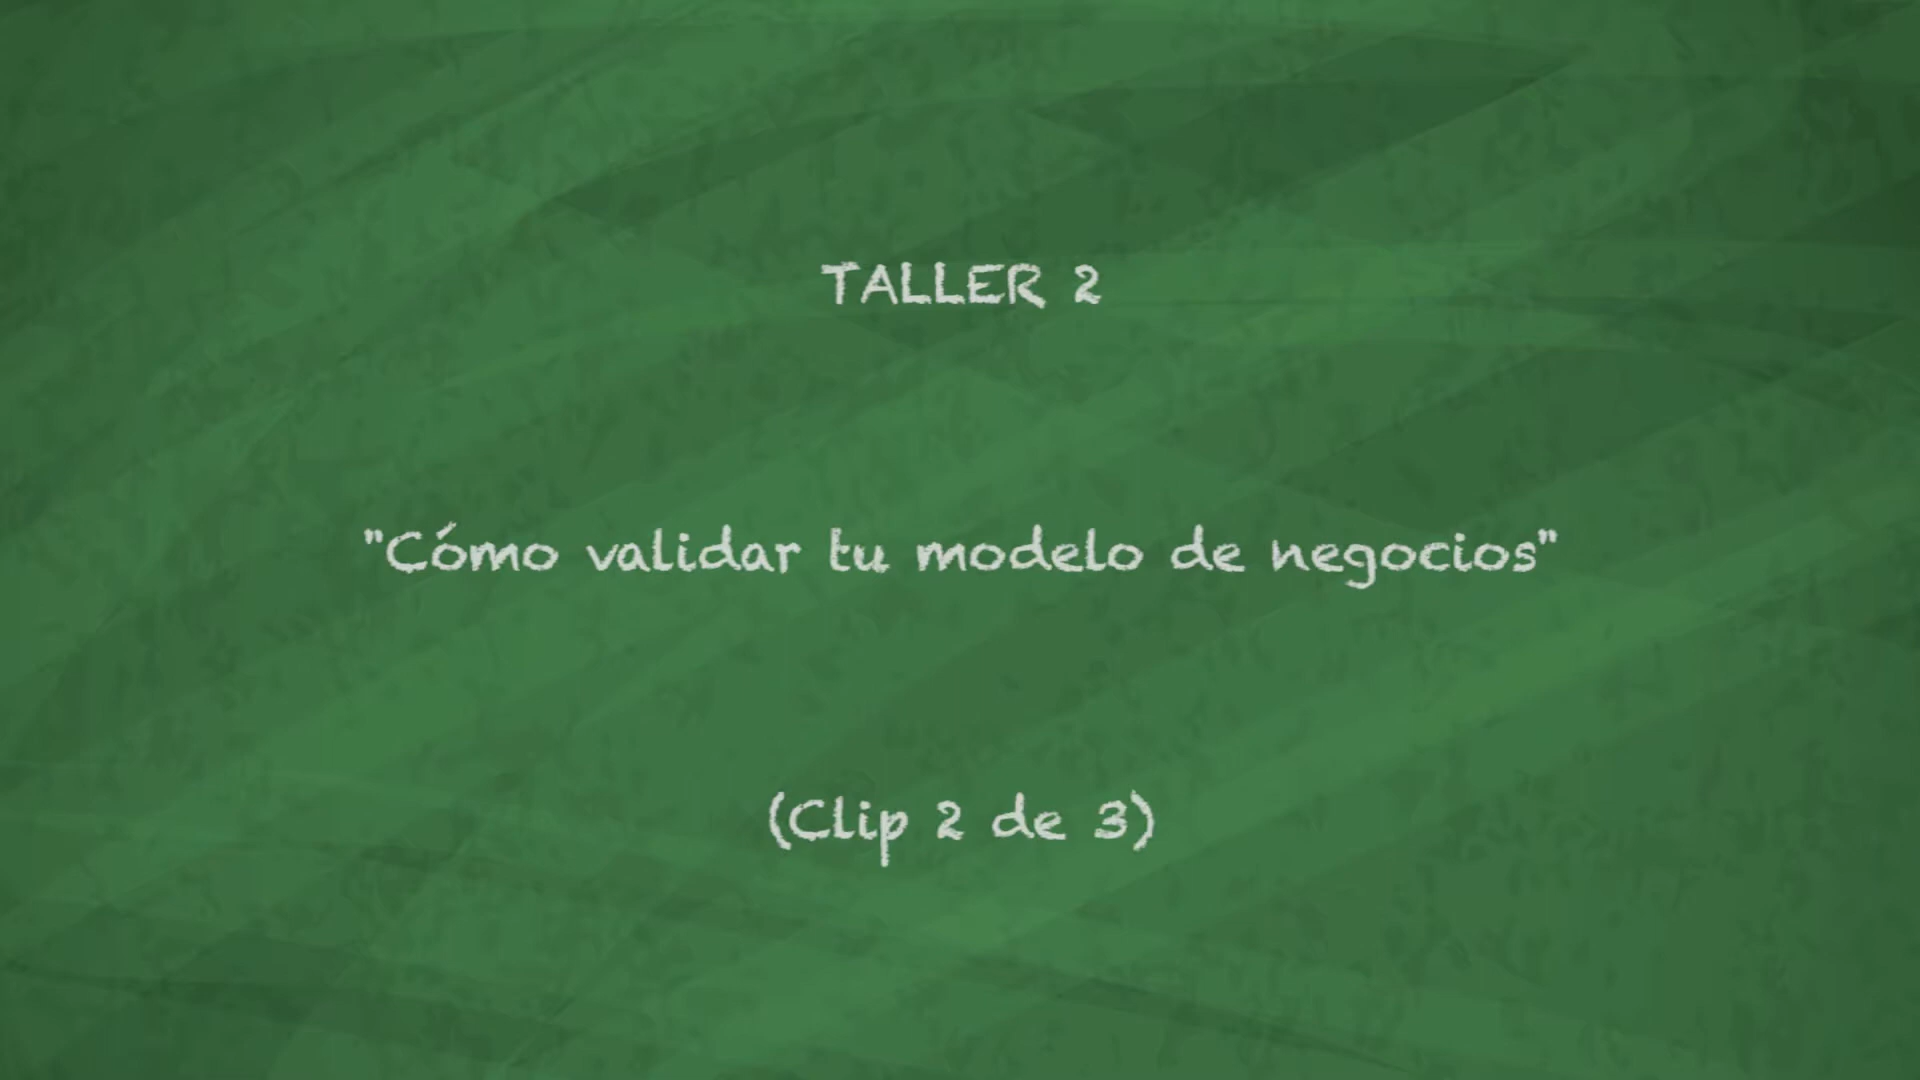 TALLER 2
"Cómo validar tu modelo de negocios"
(Clip 2 de 3)